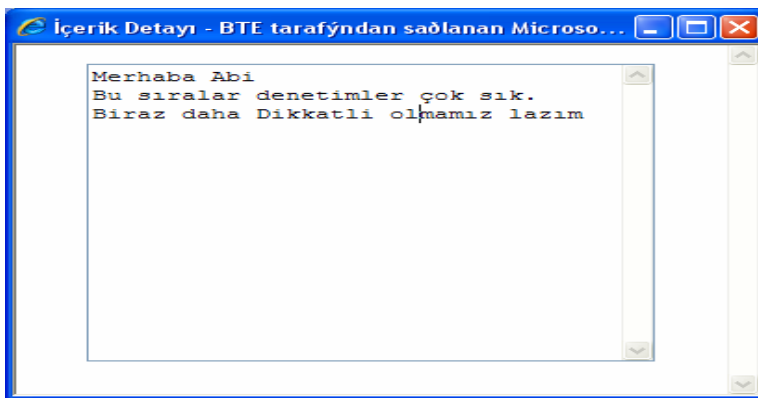 İçerik Detayı - BTE tarafýndan saðlanan Microso...
Merhaba Abi
Bu sıralar denetimler çok sık.
Biraz daha Dikkatli olmamız lazım